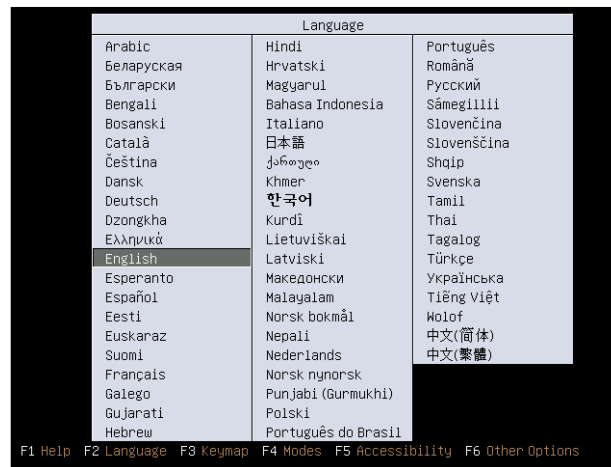 Language
Arabic
Беларуская
Български
Bengali
Bosanski
Català
Čeština
Dansk
Deutsch
Dzongkha
Ελληνικά
English
Esperanto
Español
Eesti
Euskaraz
Suomi
Français
Galego
Gujarati
Hebrew
Hindi
Hrvatski
Magyarul
Bahasa Indonesia
Italiano
日本語
ქართული
Khmer
한국어
Kurdî
Lietuviškai
Latviski
Македонски
Malayalam
Norsk bokmål
Nepali
Nederlands
Norsk nynorsk
Punjabi (Gurmukhi)
Polski
Português do Brasil
Português
Română
Русский
Sámegillii
Slovenčina
Slovenščina
Shqip
Svenska
Tamil
Thai
Tagalog
Türkçe
Українська
Tiếng Việt
Wolof
中文(简体)
中文(繁體)
F1 Help F2 Language F3 Keymap F4 Modes F5 Accessibility F6 Other Options